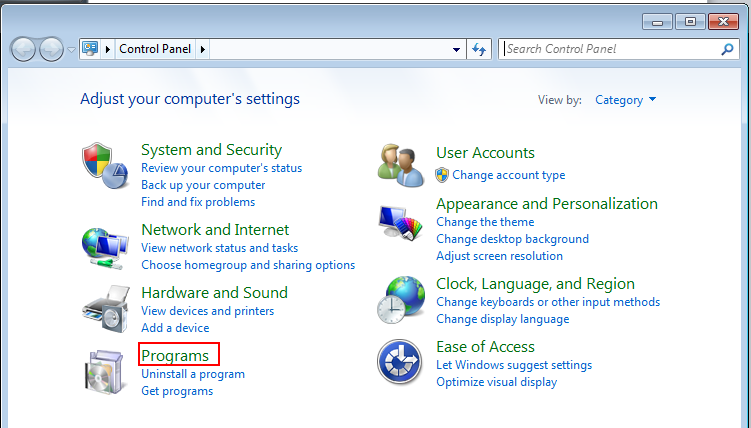 Control Panel
Search Control Panel
Adjust your computer's settings
View by: Category
System and Security
Review your computer's status
Back up your computer
Find and fix problems
Network and Internet
View network status and tasks
Choose homegroup and sharing options
Hardware and Sound
View devices and printers
Add a device
Programs
Uninstall a program
Get programs
User Accounts
Change account type
Appearance and Personalization
Change the theme
Change desktop background
Adjust screen resolution
Clock, Language, and Region
Change keyboards or other input methods
Change display language
Ease of Access
Let Windows suggest settings
Optimize visual display